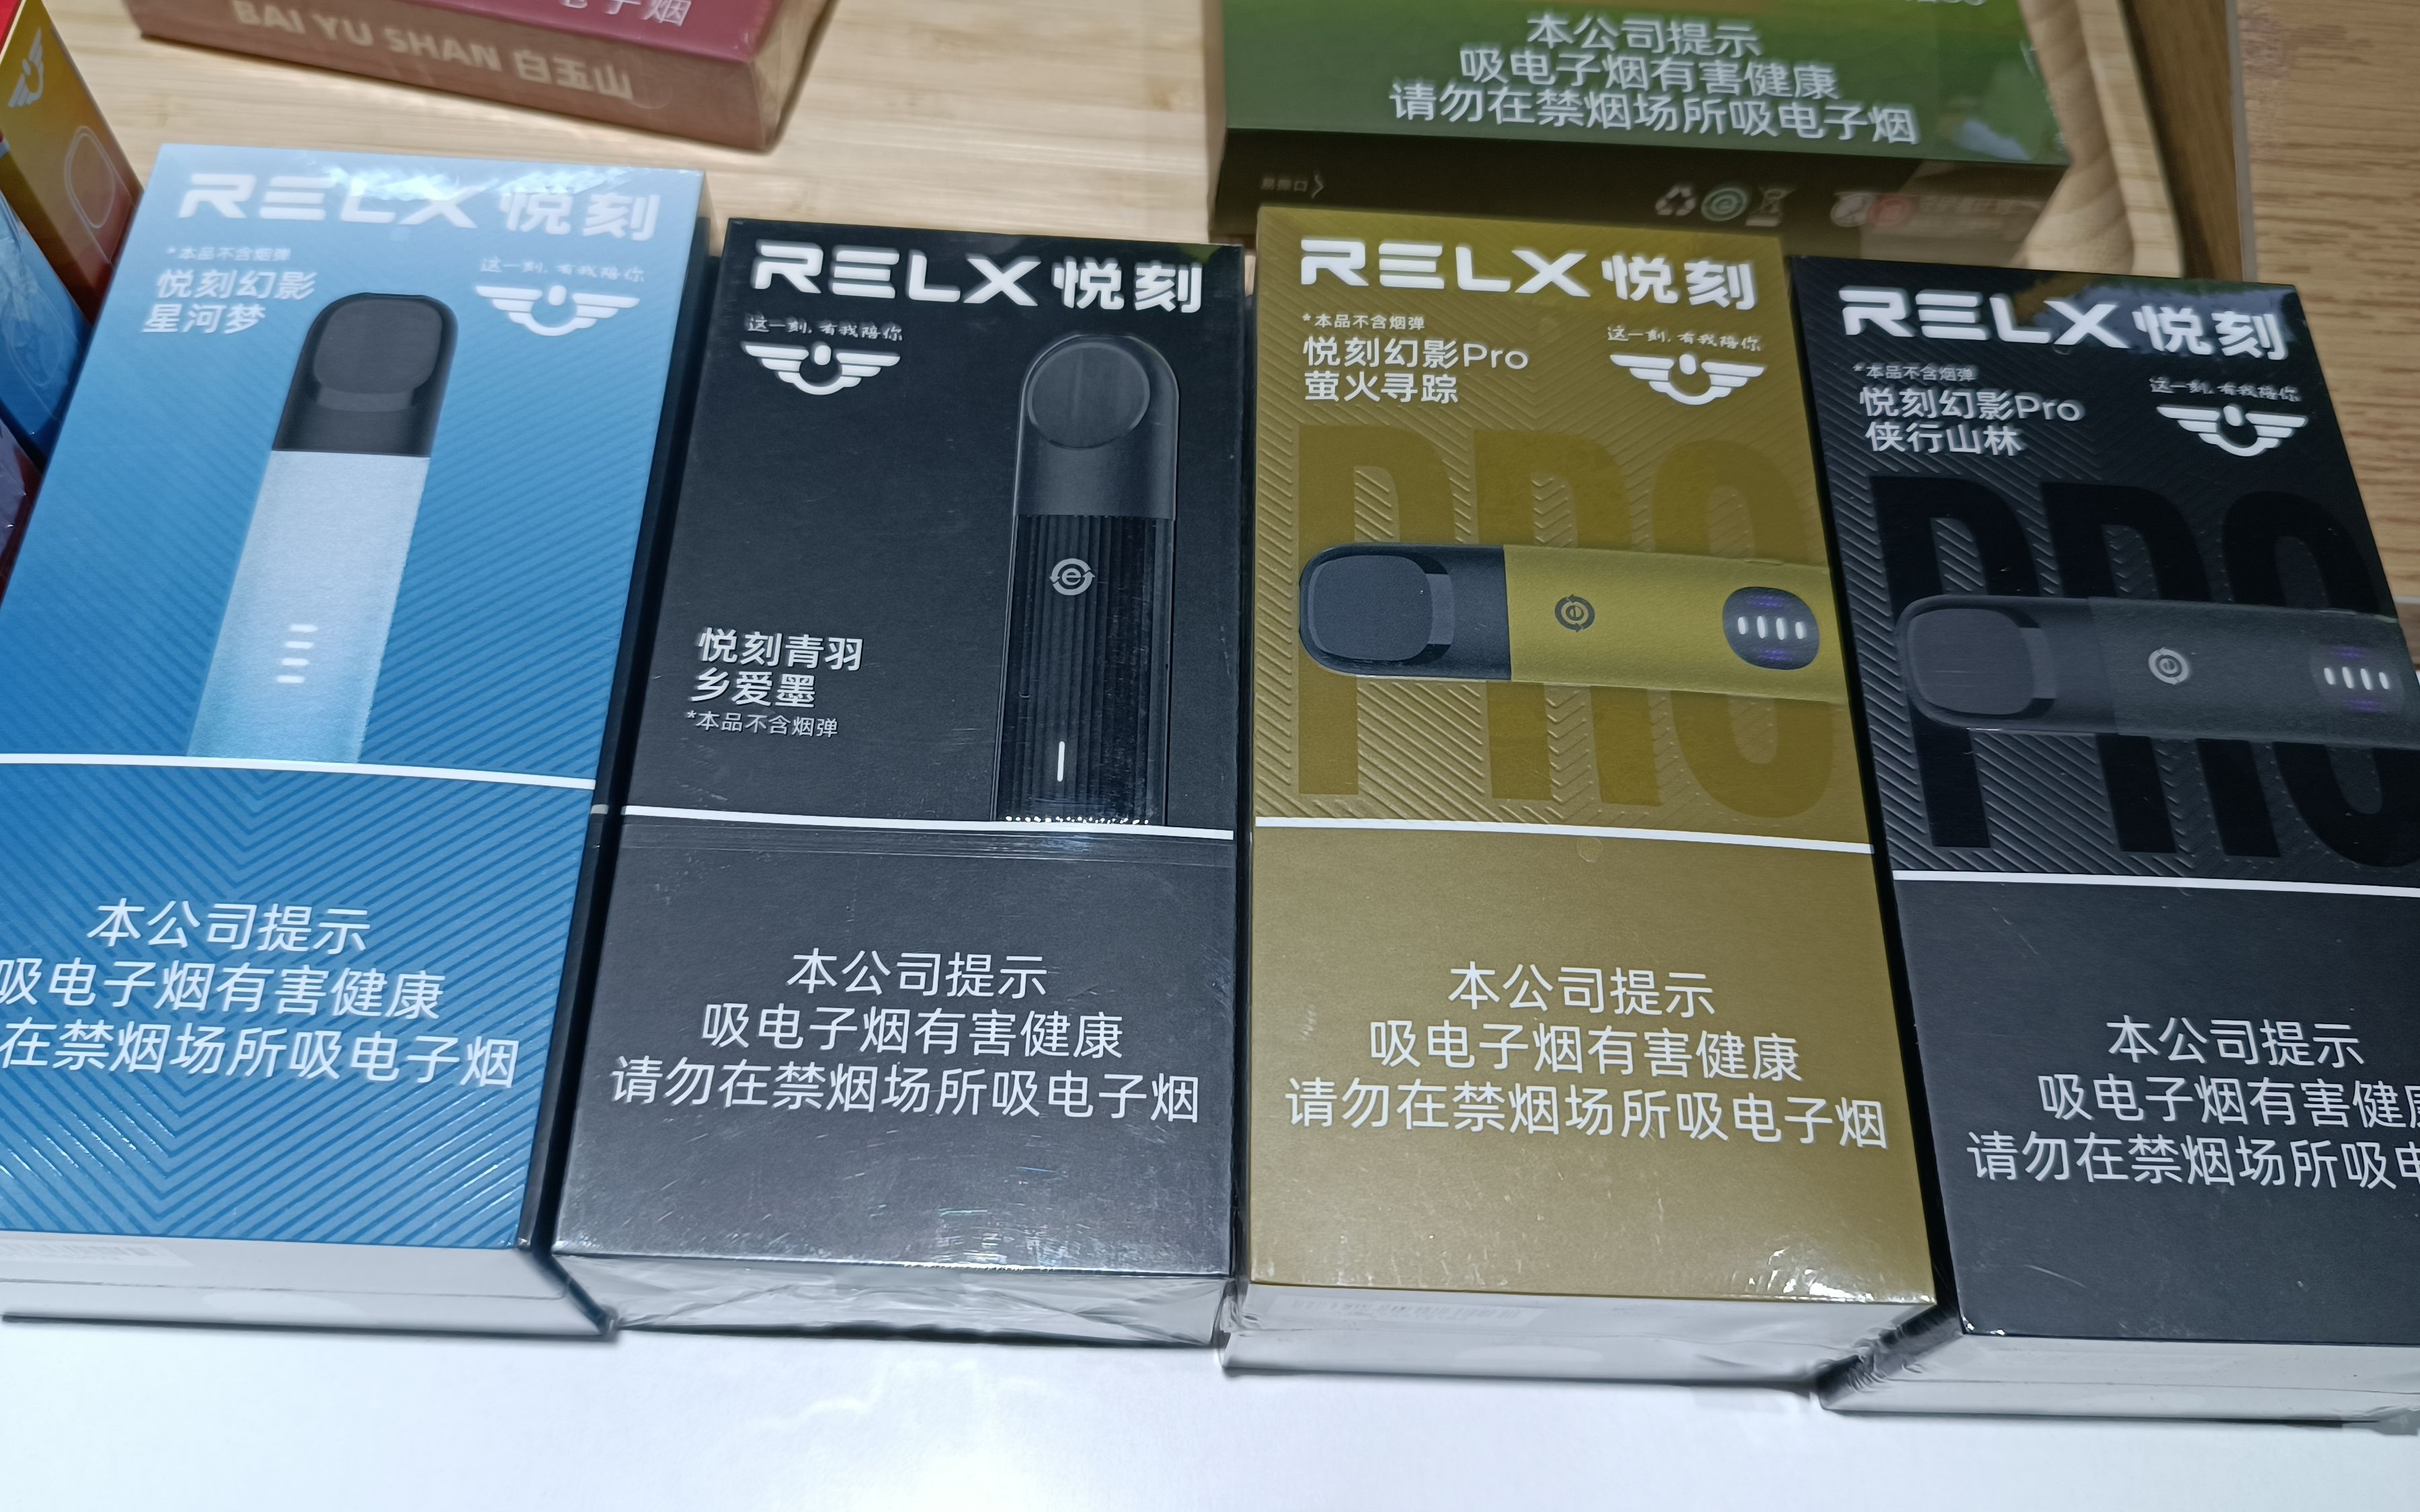 电子烟
BAI YU SHAN 白玉山
本公司提示
吸电子烟有害健康
请勿在禁烟场所吸电子烟
RELX 悦刻
*本品不含烟弹
悦刻幻影
星河梦
这一刻, 有我陪你
本公司提示
吸电子烟有害健康
在禁烟场所吸电子烟
RELX 悦刻
这一刻, 有我陪你
悦刻青羽
乡爱墨
*本品不含烟弹
本公司提示
吸电子烟有害健康
请勿在禁烟场所吸电子烟
RELX 悦刻
*本品不含烟弹
悦刻幻影Pro
萤火寻踪
这一刻, 有我陪你
PRO
本公司提示
吸电子烟有害健康
请勿在禁烟场所吸电子烟
RELX 悦刻
*本品不含烟弹
悦刻幻影Pro
侠行山林
这一刻, 有我陪你
PRO
本公司提示
吸电子烟有害健康
请勿在禁烟场所吸电